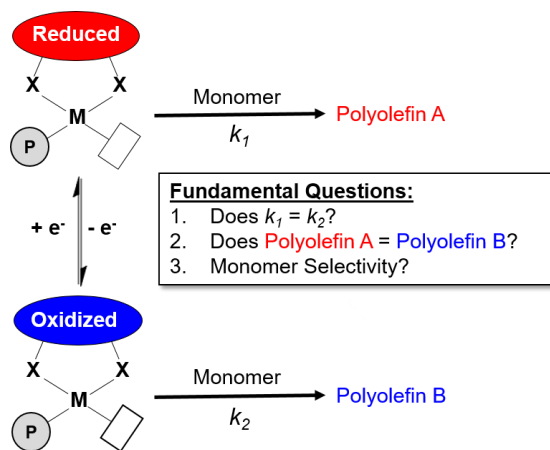 Reduced
X X
M
P
Monomer
k1
Polyolefin A
+ e- - e-
Fundamental Questions:
1. Does k1 = k2?
2. Does Polyolefin A = Polyolefin B?
3. Monomer Selectivity?
Oxidized
X X
M
P
Monomer
k2
Polyolefin B